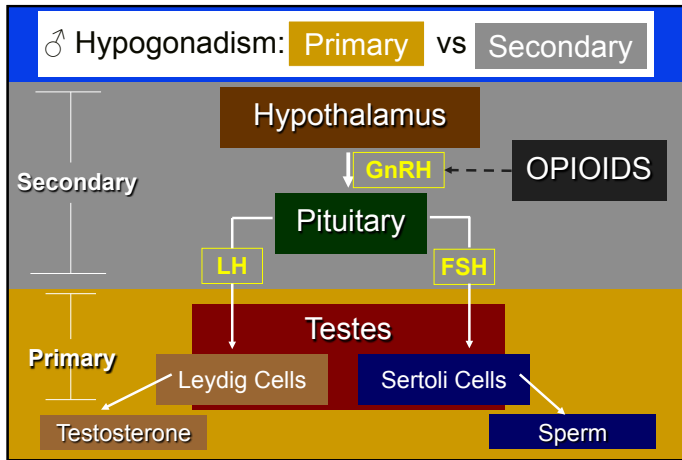 ♂ Hypogonadism: Primary vs Secondary
Hypothalamus
GnRH
OPIOIDS
Secondary
Pituitary
LH
FSH
Testes
Primary
Leydig Cells
Sertoli Cells
Testosterone
Sperm